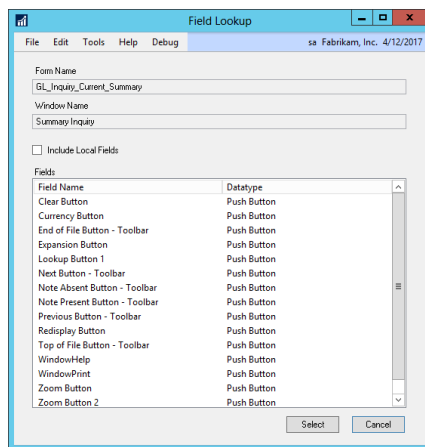 Field Lookup
File Edit Tools Help Debug sa Fabrikam, Inc. 4/12/2017
Form Name
GL_Inquiry_Current_Summary
Window Name
Summary Inquiry
Include Local Fields
Fields
Field Name Datatype
Clear Button Push Button
Currency Button Push Button
End of File Button - Toolbar Push Button
Expansion Button Push Button
Lookup Button 1 Push Button
Next Button - Toolbar Push Button
Note Absent Button - Toolbar Push Button
Note Present Button - Toolbar Push Button
Previous Button - Toolbar Push Button
Redisplay Button Push Button
Top of File Button - Toolbar Push Button
WindowHelp Push Button
WindowPrint Push Button
Zoom Button Push Button
Zoom Button 2 Push Button
Select Cancel